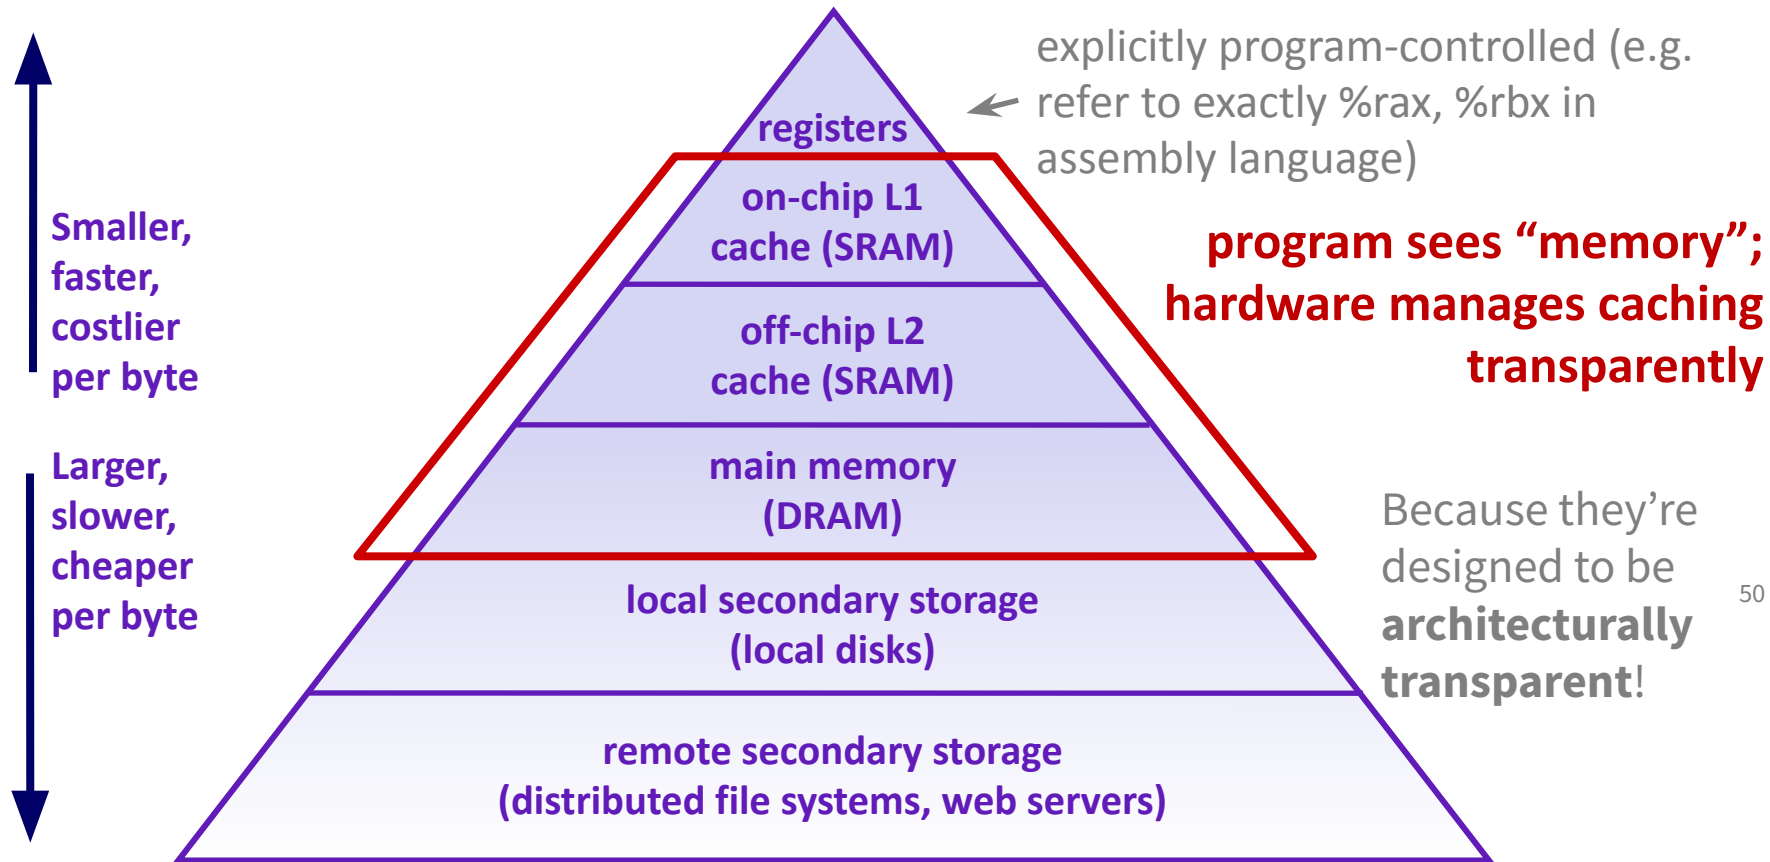 explicitly program-controlled (e.g.
refer to exactly %rax, %rbx in
assembly language)
registers
on-chip L1
cache (SRAM)
Smaller,
faster,
costlier
per byte
program sees “memory”;
hardware manages caching
transparently
off-chip L2
cache (SRAM)
main memory
(DRAM)
Larger,
slower,
cheaper
per byte
Because they’re
designed to be
architecturally
transparent!
50
local secondary storage
(local disks)
remote secondary storage
(distributed file systems, web servers)